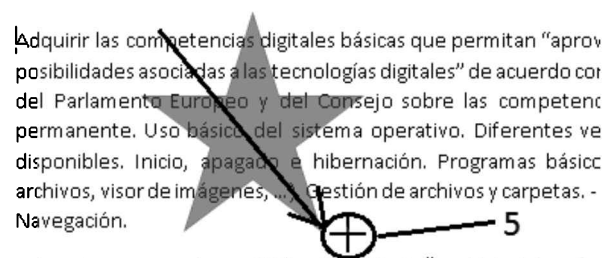 Adquirir las competencias digitales básicas que permitan “aprov
posibilidades asociadas a las tecnologías digitales” de acuerdo con
del Parlamento Europeo y del Consejo sobre las competenc
permanente. Uso básico del sistema operativo. Diferentes ve
disponibles. Inicio, apagado e hibernación. Programas básico
archivos, visor de imágenes, ...). Gestión de archivos y carpetas. -
Navegación.
5